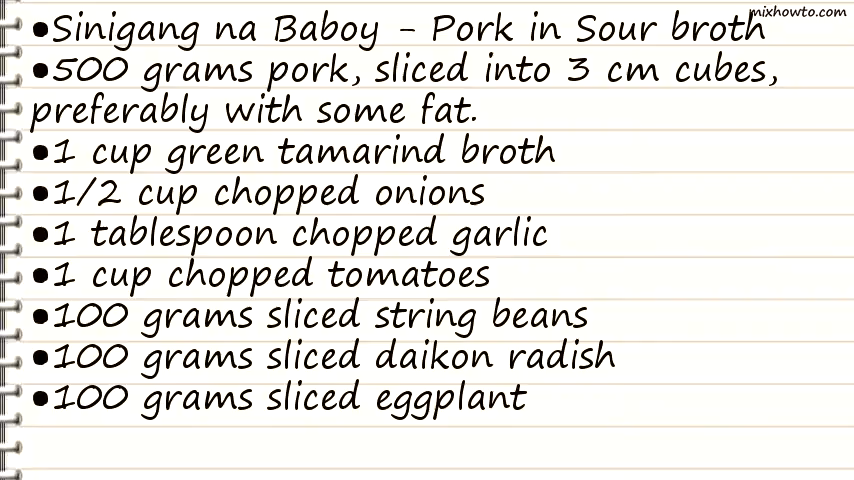 mixhowto.com
•Sinigang na Baboy - Pork in Sour broth
•500 grams pork, sliced into 3 cm cubes,
preferably with some fat.
•1 cup green tamarind broth
•1/2 cup chopped onions
•1 tablespoon chopped garlic
•1 cup chopped tomatoes
•100 grams sliced string beans
•100 grams sliced daikon radish
•100 grams sliced eggplant